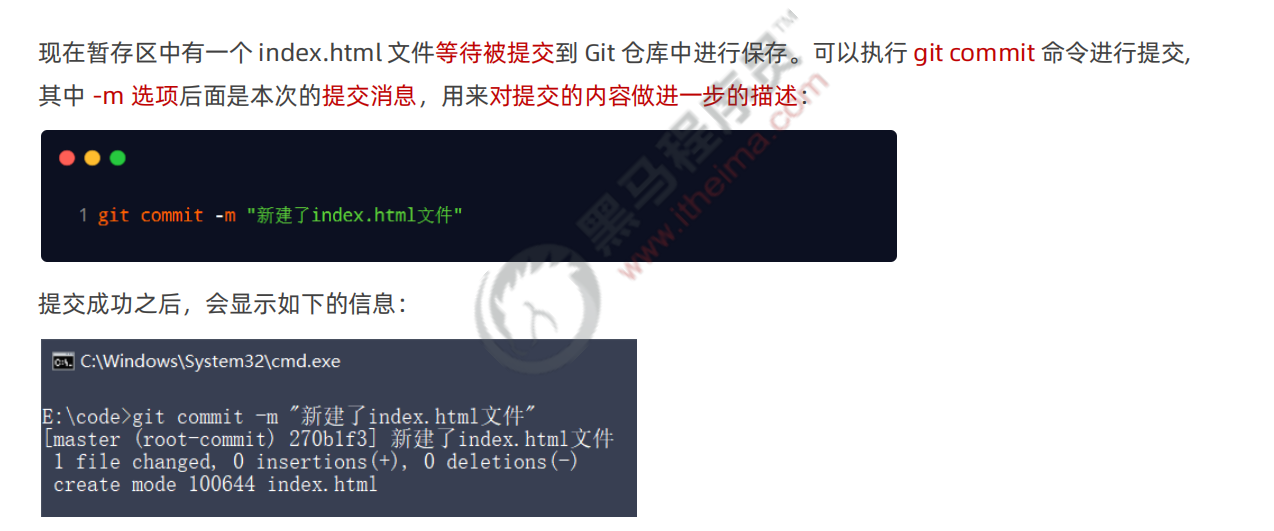 现在暂存区中有一个 index.html 文件等待被提交到 Git 仓库中进行保存。可以执行 git commit 命令进行提交,
其中 -m 选项后面是本次的提交消息，用来对提交的内容做进一步的描述：
1 git commit -m "新建了index.html文件"
提交成功之后，会显示如下的信息：
C:\Windows\System32\cmd.exe
E:\code>git commit -m "新建了index.html文件"
[master (root-commit) 270b1f3] 新建了index.html文件
1 file changed, 0 insertions(+), 0 deletions(-)
create mode 100644 index.html
黑马程序员™
www.itheima.com